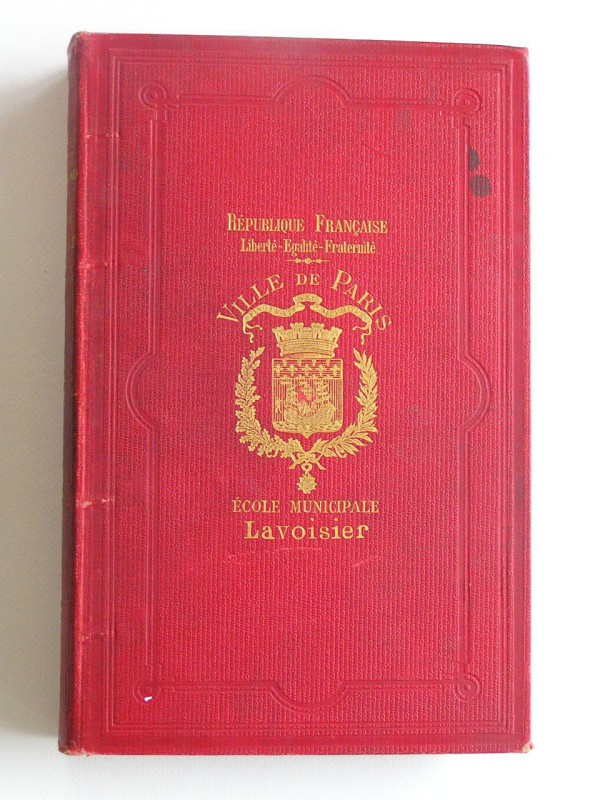 RÉPUBLIQUE FRANÇAISE
Liberté-Egalité-Fraternité
VILLE DE PARIS
ÉCOLE MUNICIPALE
Lavoisier